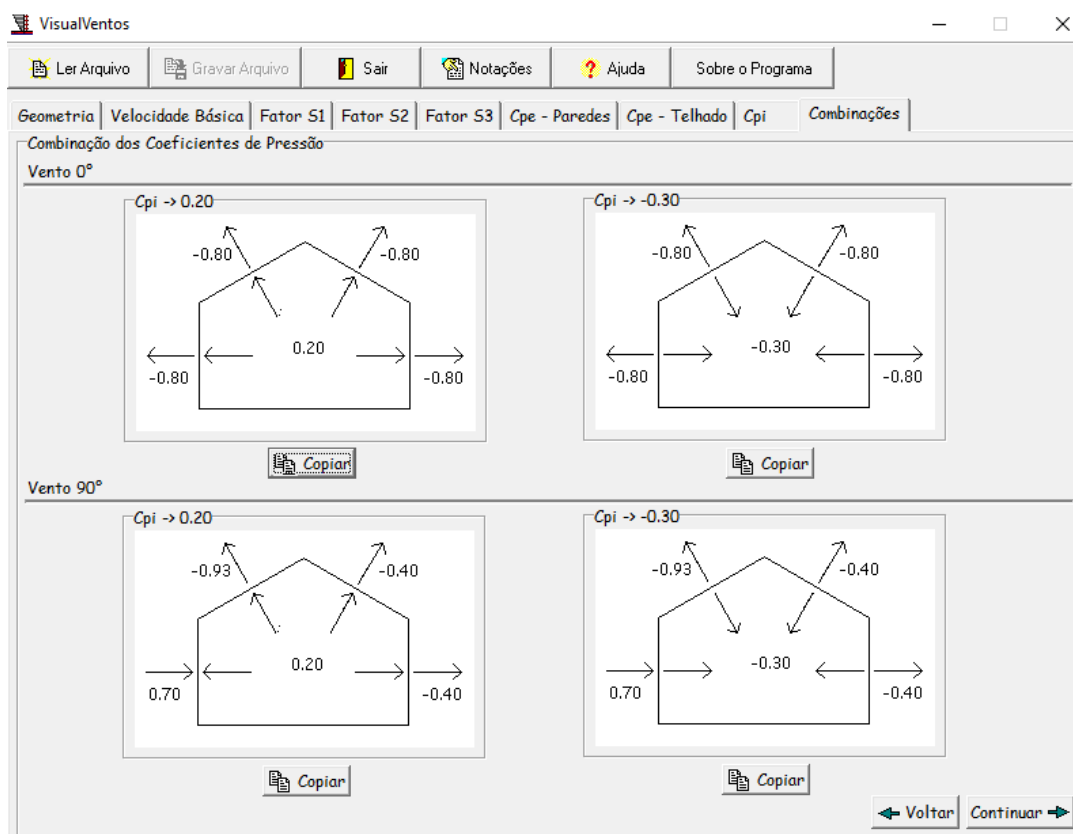 VisualVentos
Ler Arquivo Gravar Arquivo Sair Notações Ajuda Sobre o Programa
Geometria Velocidade Básica Fator S1 Fator S2 Fator S3 Cpe - Paredes Cpe - Telhado Cpi Combinações
Combinação dos Coeficientes de Pressão
Vento 0°
Cpi -> 0.20
-0.80 -0.80
0.20
-0.80 -0.80
Copiar
Cpi -> -0.30
-0.80 -0.80
-0.30
-0.80 -0.80
Copiar
Vento 90°
Cpi -> 0.20
-0.93 -0.40
0.20
0.70 -0.40
Copiar
Cpi -> -0.30
-0.93 -0.40
-0.30
0.70 -0.40
Copiar
Voltar Continuar